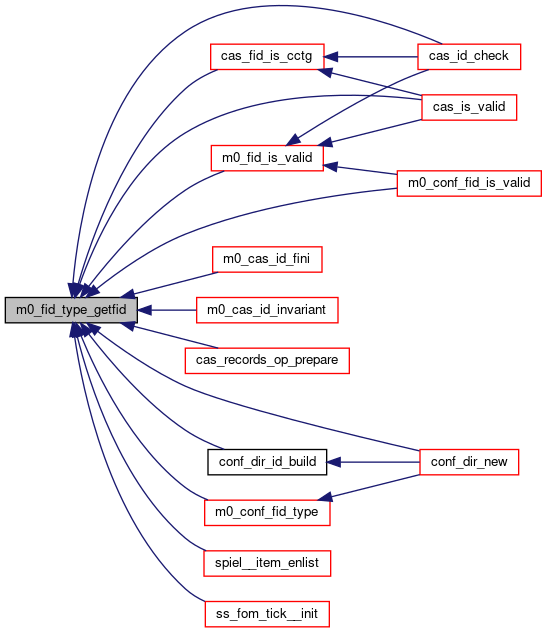 cas_fid_is_cctg
cas_id_check
cas_is_valid
m0_fid_is_valid
m0_conf_fid_is_valid
m0_cas_id_fini
m0_fid_type_getfid
m0_cas_id_invariant
cas_records_op_prepare
conf_dir_id_build
conf_dir_new
m0_conf_fid_type
spiel__item_enlist
ss_fom_tick__init